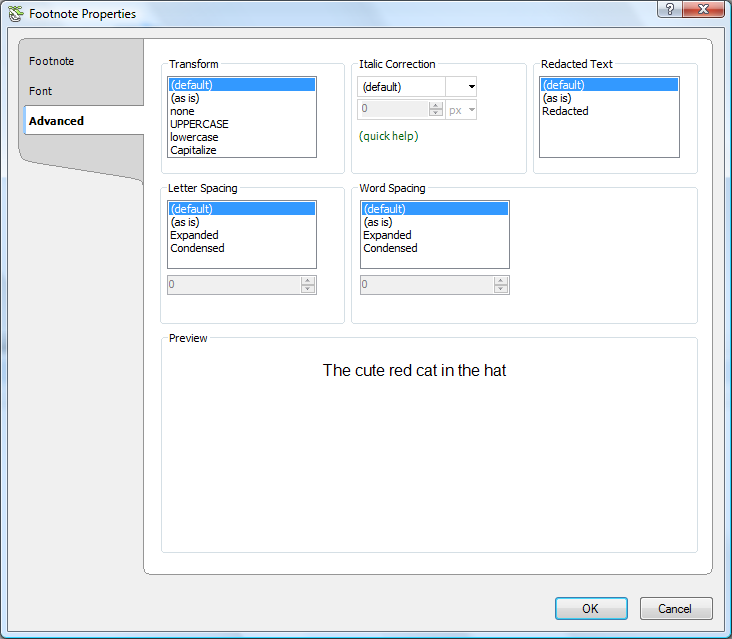 Footnote Properties
?
Footnote
Font
Advanced
Transform
(default)
(as is)
none
UPPERCASE
lowercase
Capitalize
Italic Correction
(default)
0
px
(quick help)
Redacted Text
(default)
(as is)
Redacted
Letter Spacing
(default)
(as is)
Expanded
Condensed
0
Word Spacing
(default)
(as is)
Expanded
Condensed
0
Preview
The cute red cat in the hat
OK
Cancel